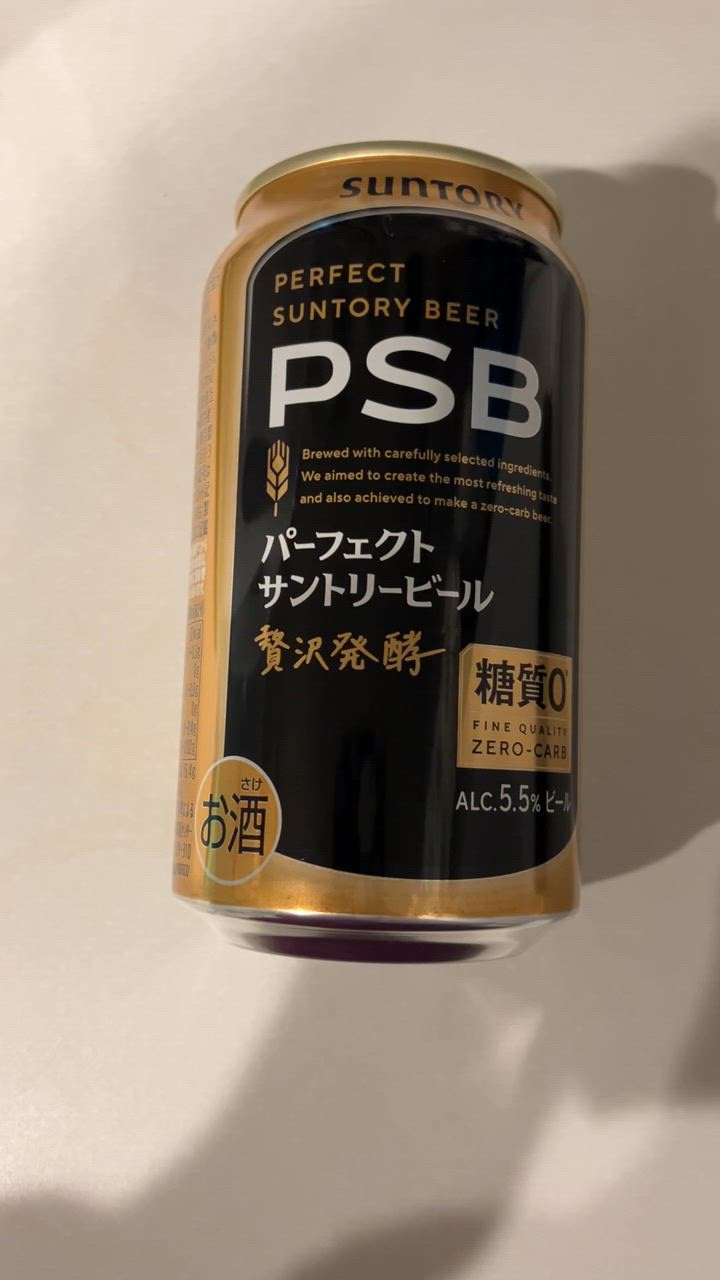 SUNTORY
PERFECT
SUNTORY BEER
PSB
Brewed with carefully selected ingredients.
We aimed to create the most refreshing taste
and also achieved to make a zero-carb beer.
パーフェクト
サントリービール
贅沢発酵
糖質0
FINE QUALITY
ZERO-CARB
ALC.5.5% ビール
さけ
お酒